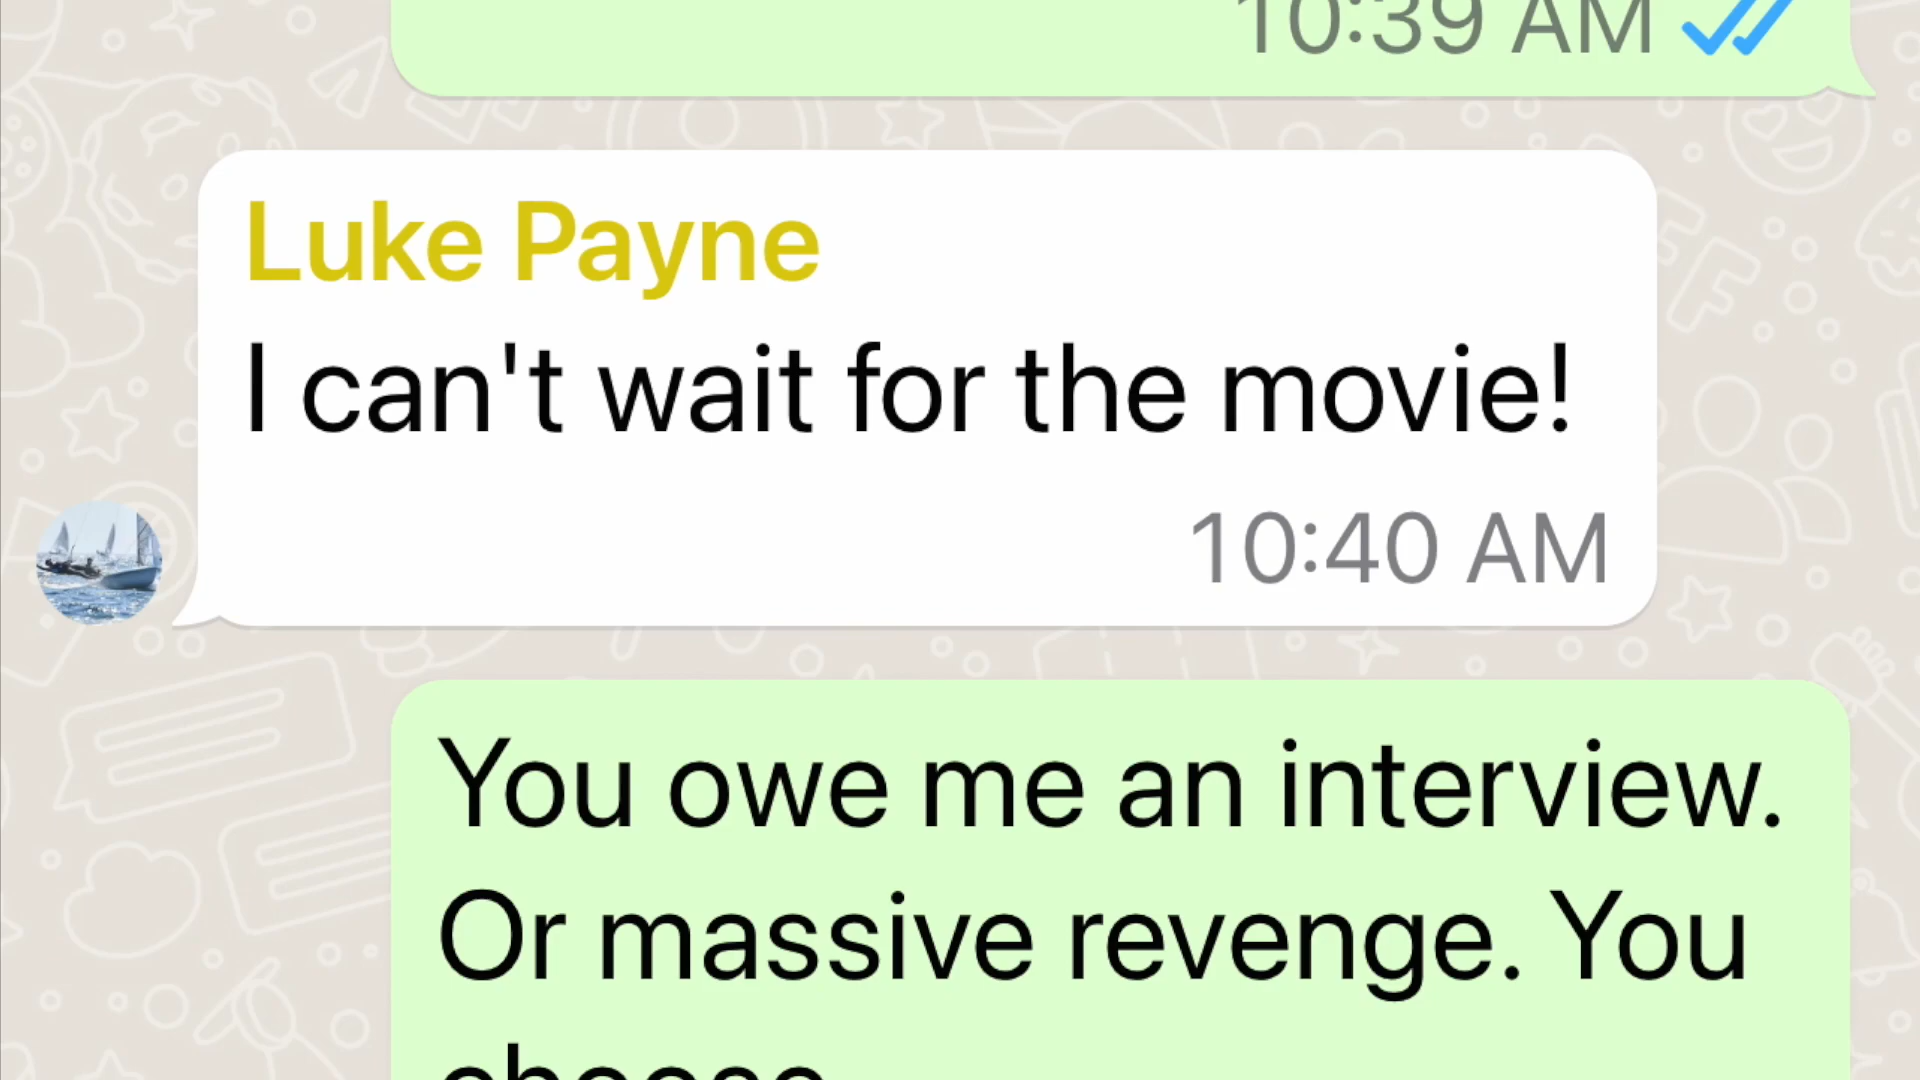 10:39 AM
Luke Payne
I can't wait for the movie!
10:40 AM
You owe me an interview.
Or massive revenge. You
choose